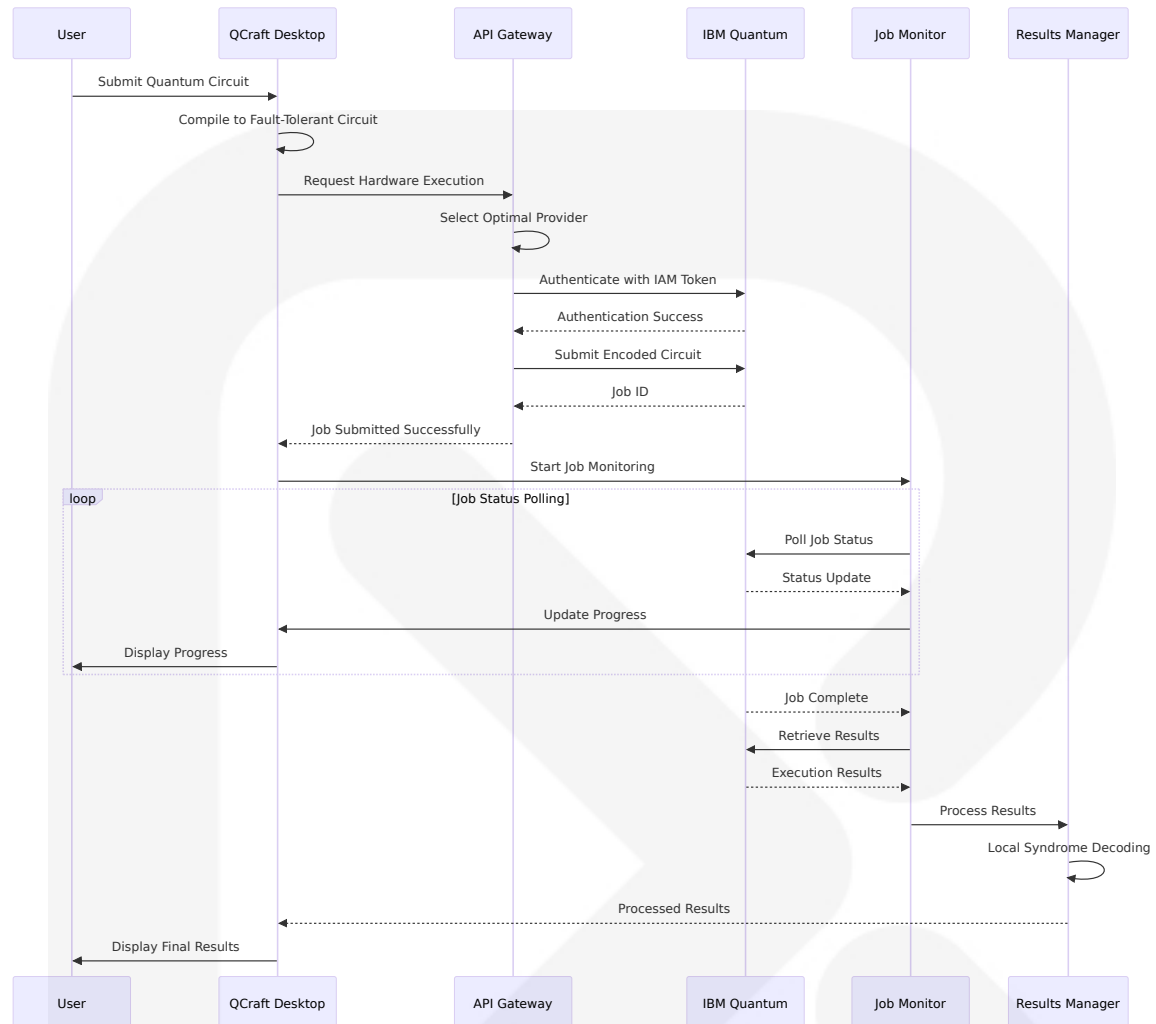 User
QCraft Desktop
API Gateway
IBM Quantum
Job Monitor
Results Manager
Submit Quantum Circuit
Compile to Fault-Tolerant Circuit
Request Hardware Execution
Select Optimal Provider
Authenticate with IAM Token
Authentication Success
Submit Encoded Circuit
Job ID
Job Submitted Successfully
Start Job Monitoring
loop
[Job Status Polling]
Poll Job Status
Status Update
Update Progress
Display Progress
Job Complete
Retrieve Results
Execution Results
Process Results
Local Syndrome Decoding
Processed Results
Display Final Results
User
QCraft Desktop
API Gateway
IBM Quantum
Job Monitor
Results Manager